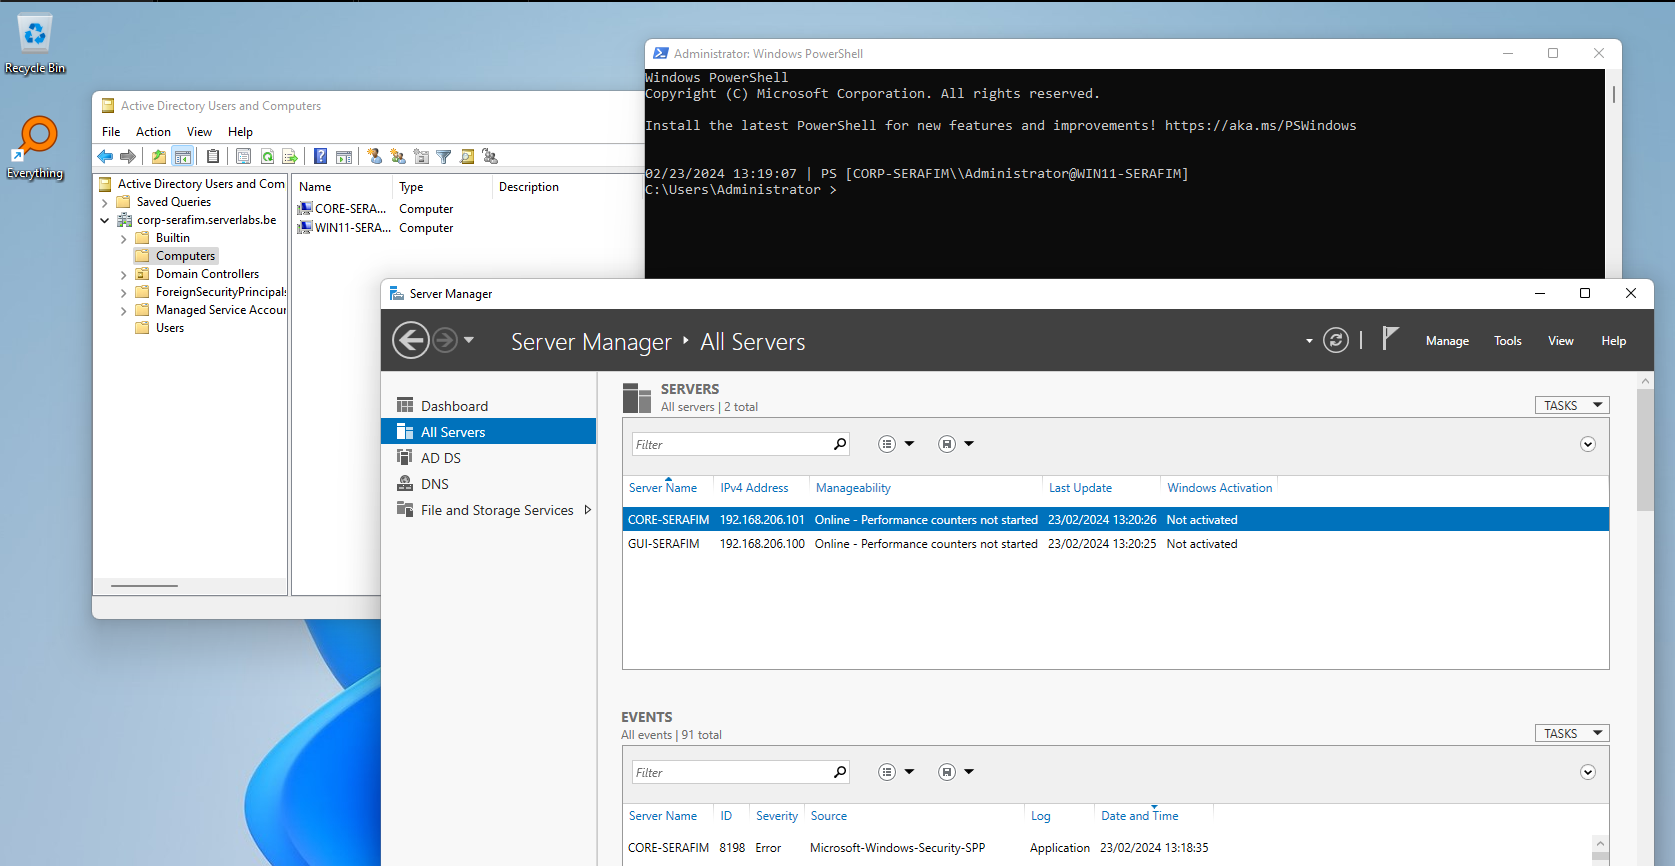 Recycle Bin
Everything
Active Directory Users and Computers
File Action View Help
Active Directory Users and Com
Saved Queries
corp-serafim.serverlabs.be
Builtin
Computers
Domain Controllers
ForeignSecurityPrincipals
Managed Service Accour
Users
Name Type Description
CORE-SERA... Computer
WIN11-SERA... Computer
Administrator: Windows PowerShell
Windows PowerShell
Copyright (C) Microsoft Corporation. All rights reserved.
Install the latest PowerShell for new features and improvements! https://aka.ms/PSWindows
02/23/2024 13:19:07 | PS [CORP-SERAFIM\\Administrator@WIN11-SERAFIM]
C:\Users\Administrator >
Server Manager
Server Manager All Servers
Manage Tools View Help
Dashboard
All Servers
AD DS
DNS
File and Storage Services
SERVERS
All servers | 2 total
TASKS
Filter
Server Name IPv4 Address Manageability Last Update Windows Activation
CORE-SERAFIM 192.168.206.101 Online - Performance counters not started 23/02/2024 13:20:26 Not activated
GUI-SERAFIM 192.168.206.100 Online - Performance counters not started 23/02/2024 13:20:25 Not activated
EVENTS
All events | 91 total
TASKS
Filter
Server Name ID Severity Source Log Date and Time
CORE-SERAFIM 8198 Error Microsoft-Windows-Security-SPP Application 23/02/2024 13:18:35